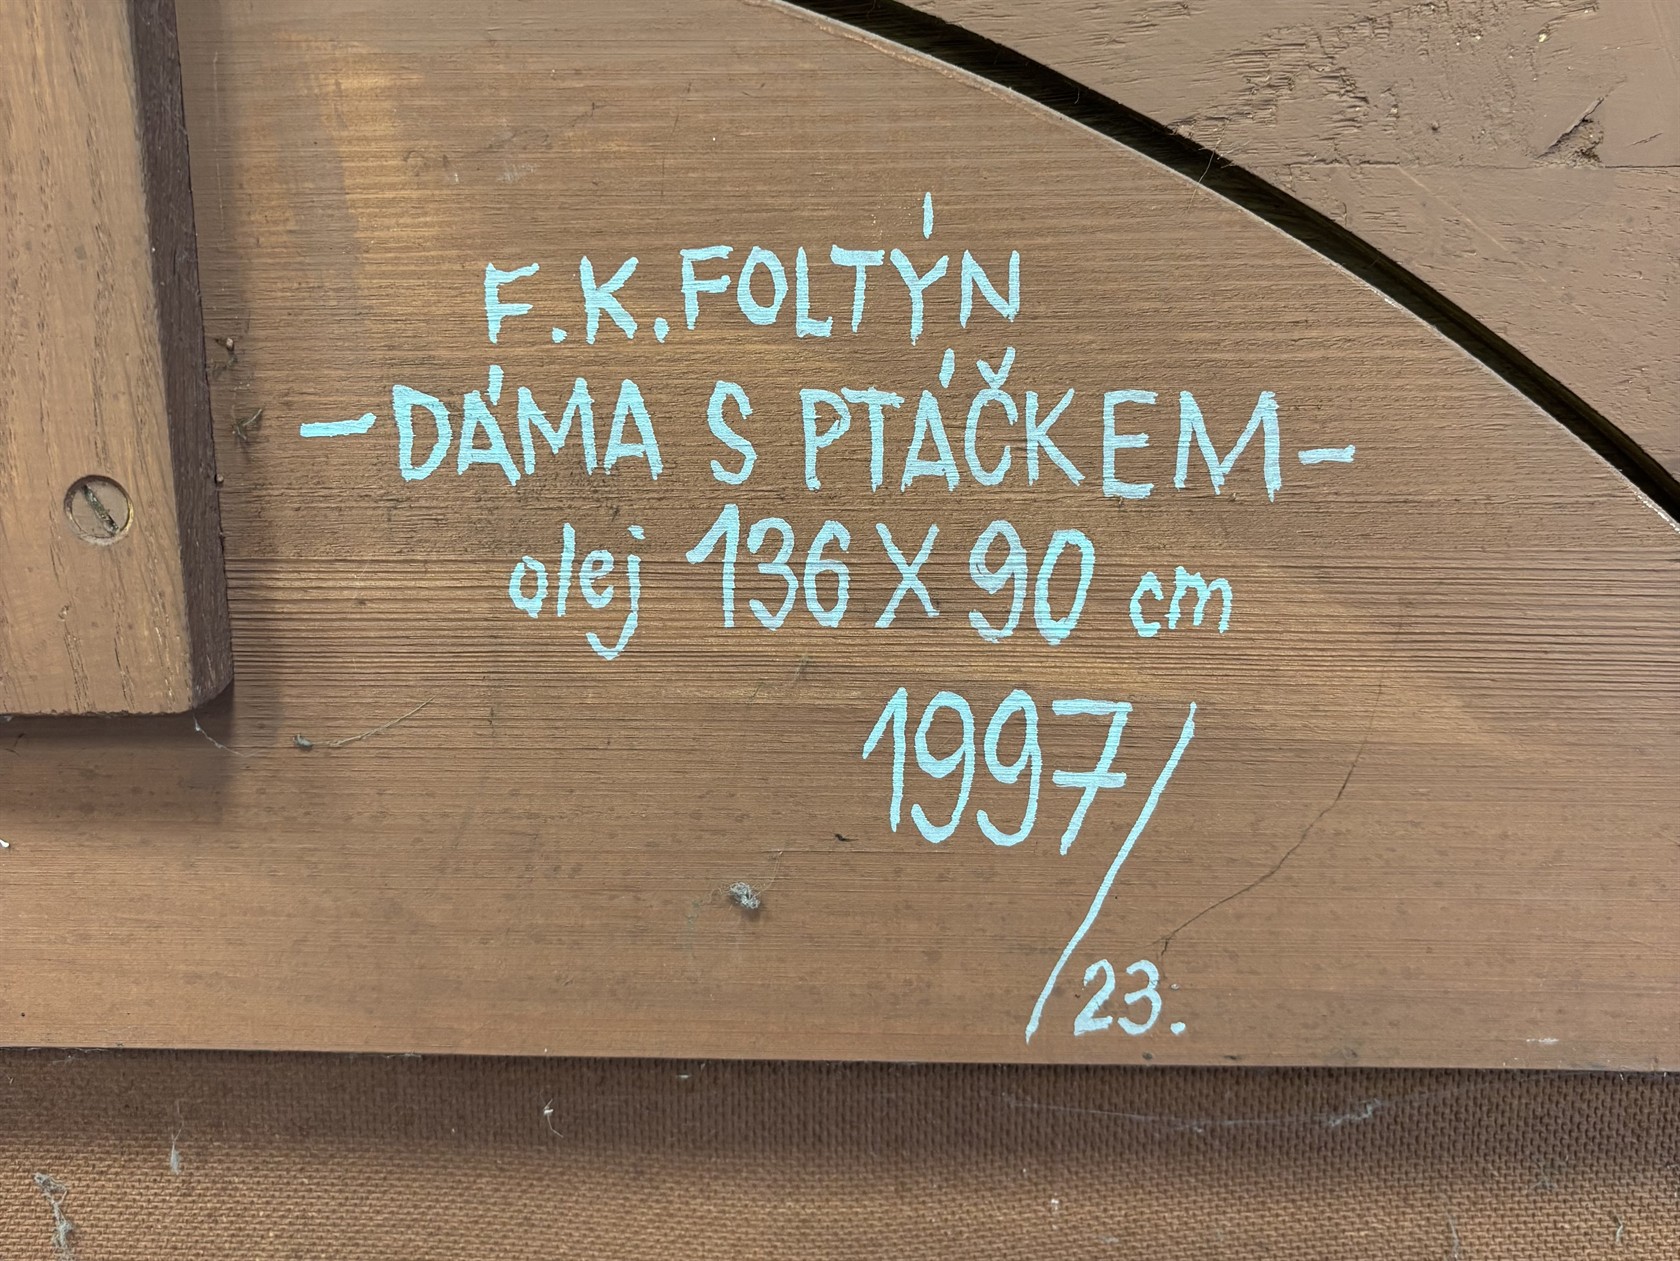 F.K.FOLTÝN
-DÁMA S PTÁČKEM-
olej 136 X 90 cm
1997/
23.